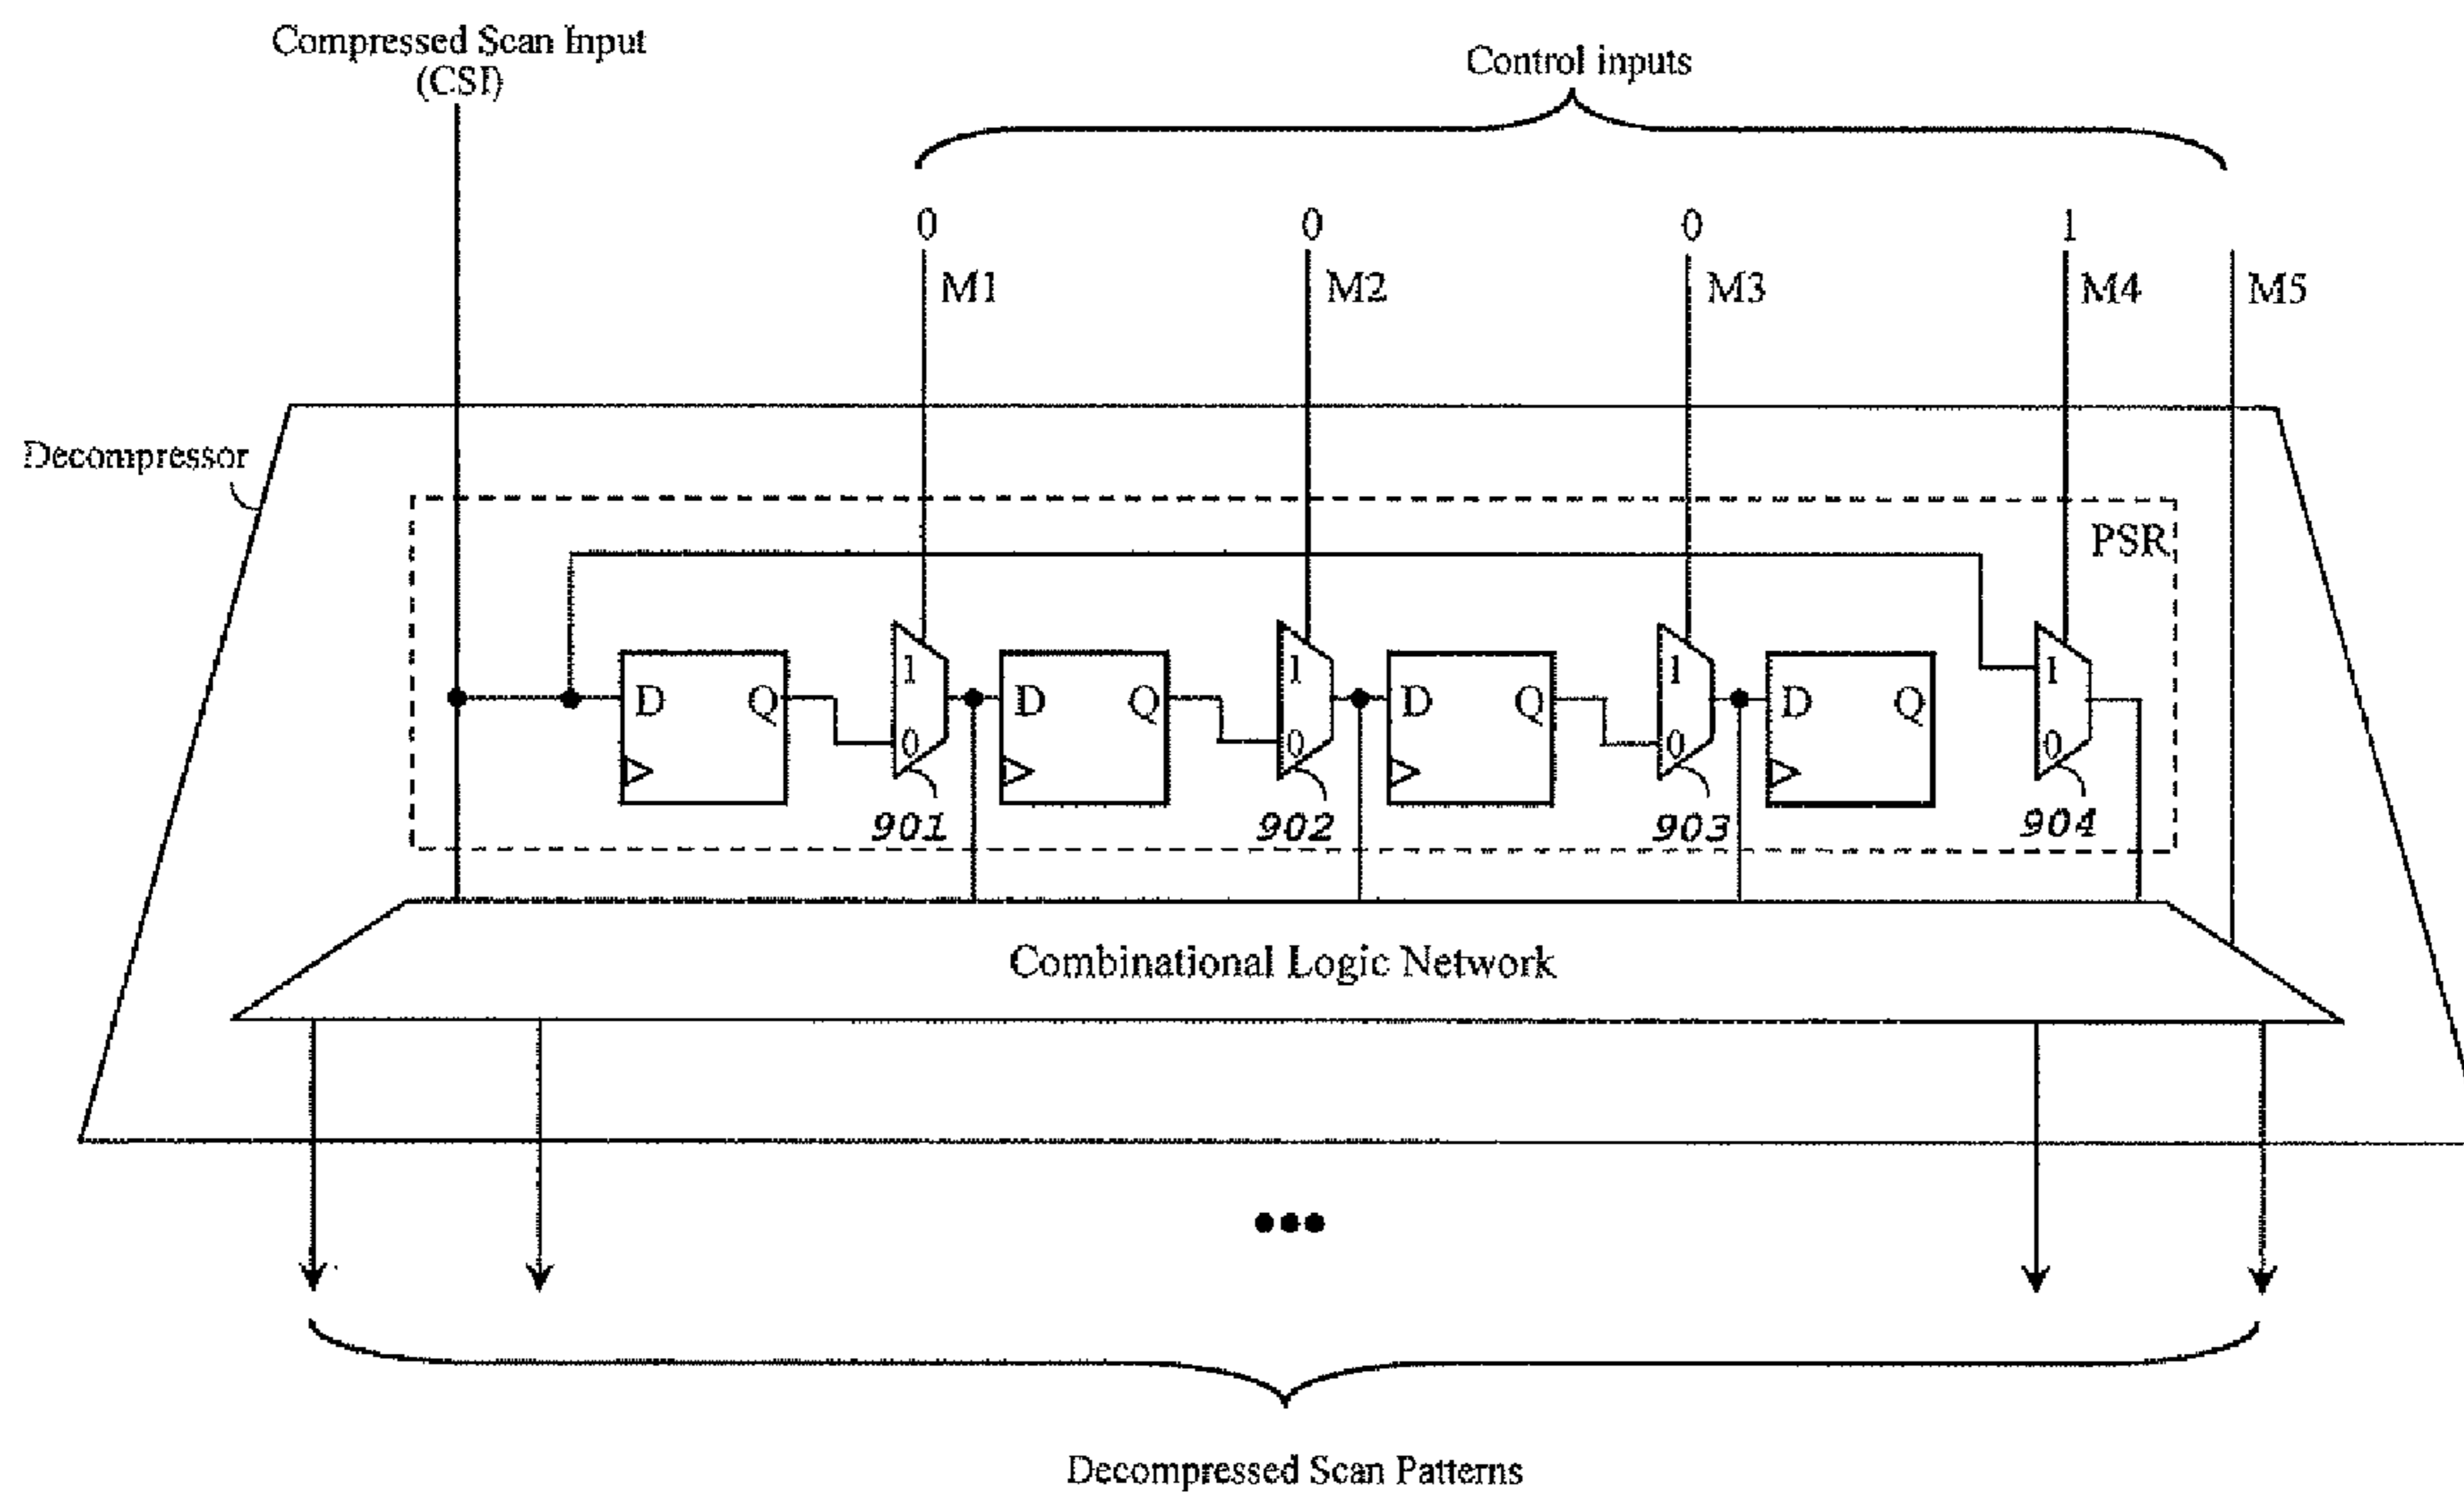 Compressed Scan Input
(CSI)
Control inputs
0 0 0 1
M1 M2 M3 M4 M5
Decompressor
PSR
1 1 1 1
D Q D Q D Q D Q
0 0 0 0
901 902 903 904
Combinational Logic Network
Decompressed Scan Patterns